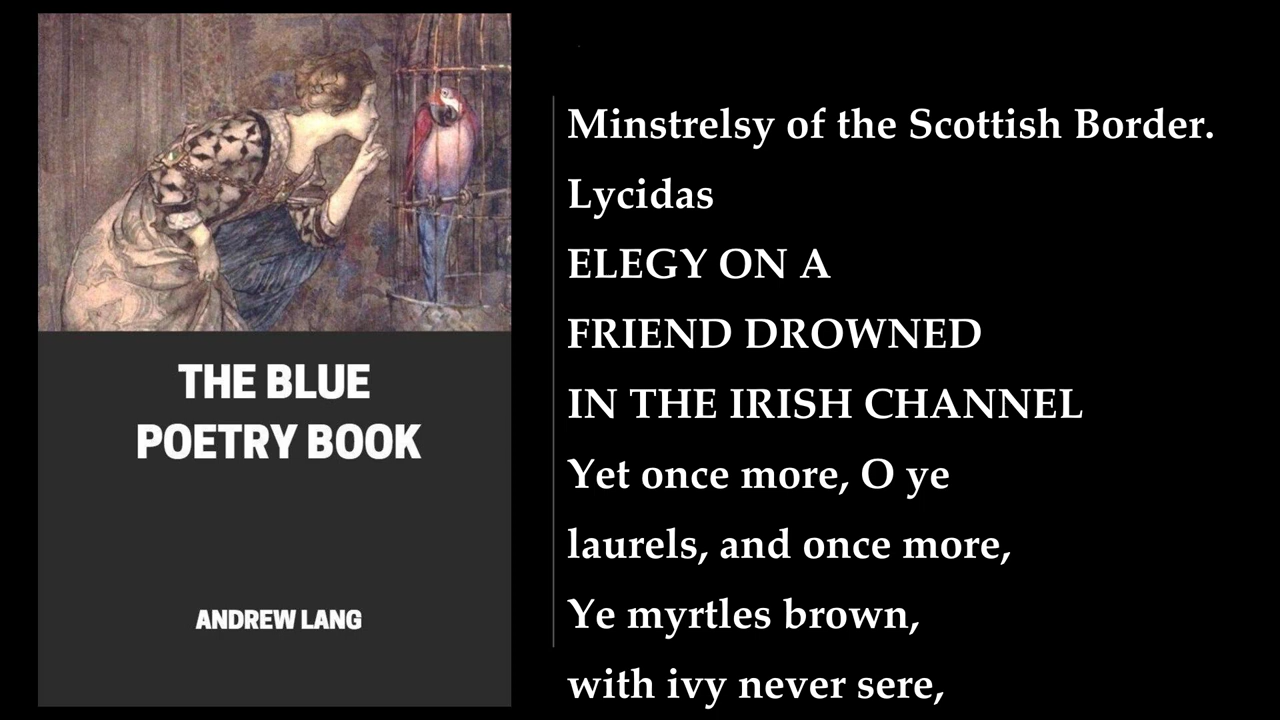 THE BLUE
POETRY BOOK
ANDREW LANG
Minstrelsy of the Scottish Border.
Lycidas
ELEGY ON A
FRIEND DROWNED
IN THE IRISH CHANNEL
Yet once more, O ye
laurels, and once more,
Ye myrtles brown,
with ivy never sere,